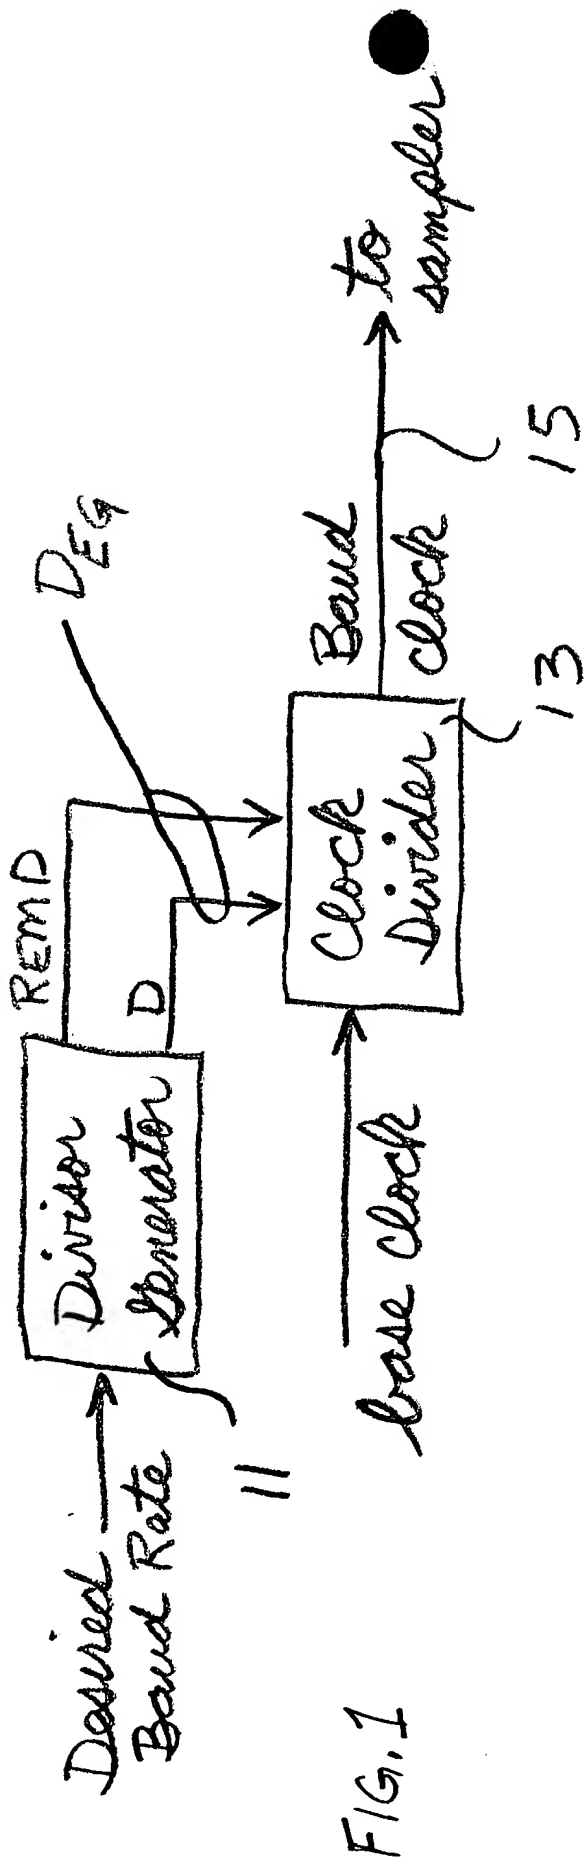 Desired
Baud Rate
Divisor
Generator
11
REMD
D
DEG
base clock
Clock
Divider
13
Baud
clock
15
to
sampler
FIG.1